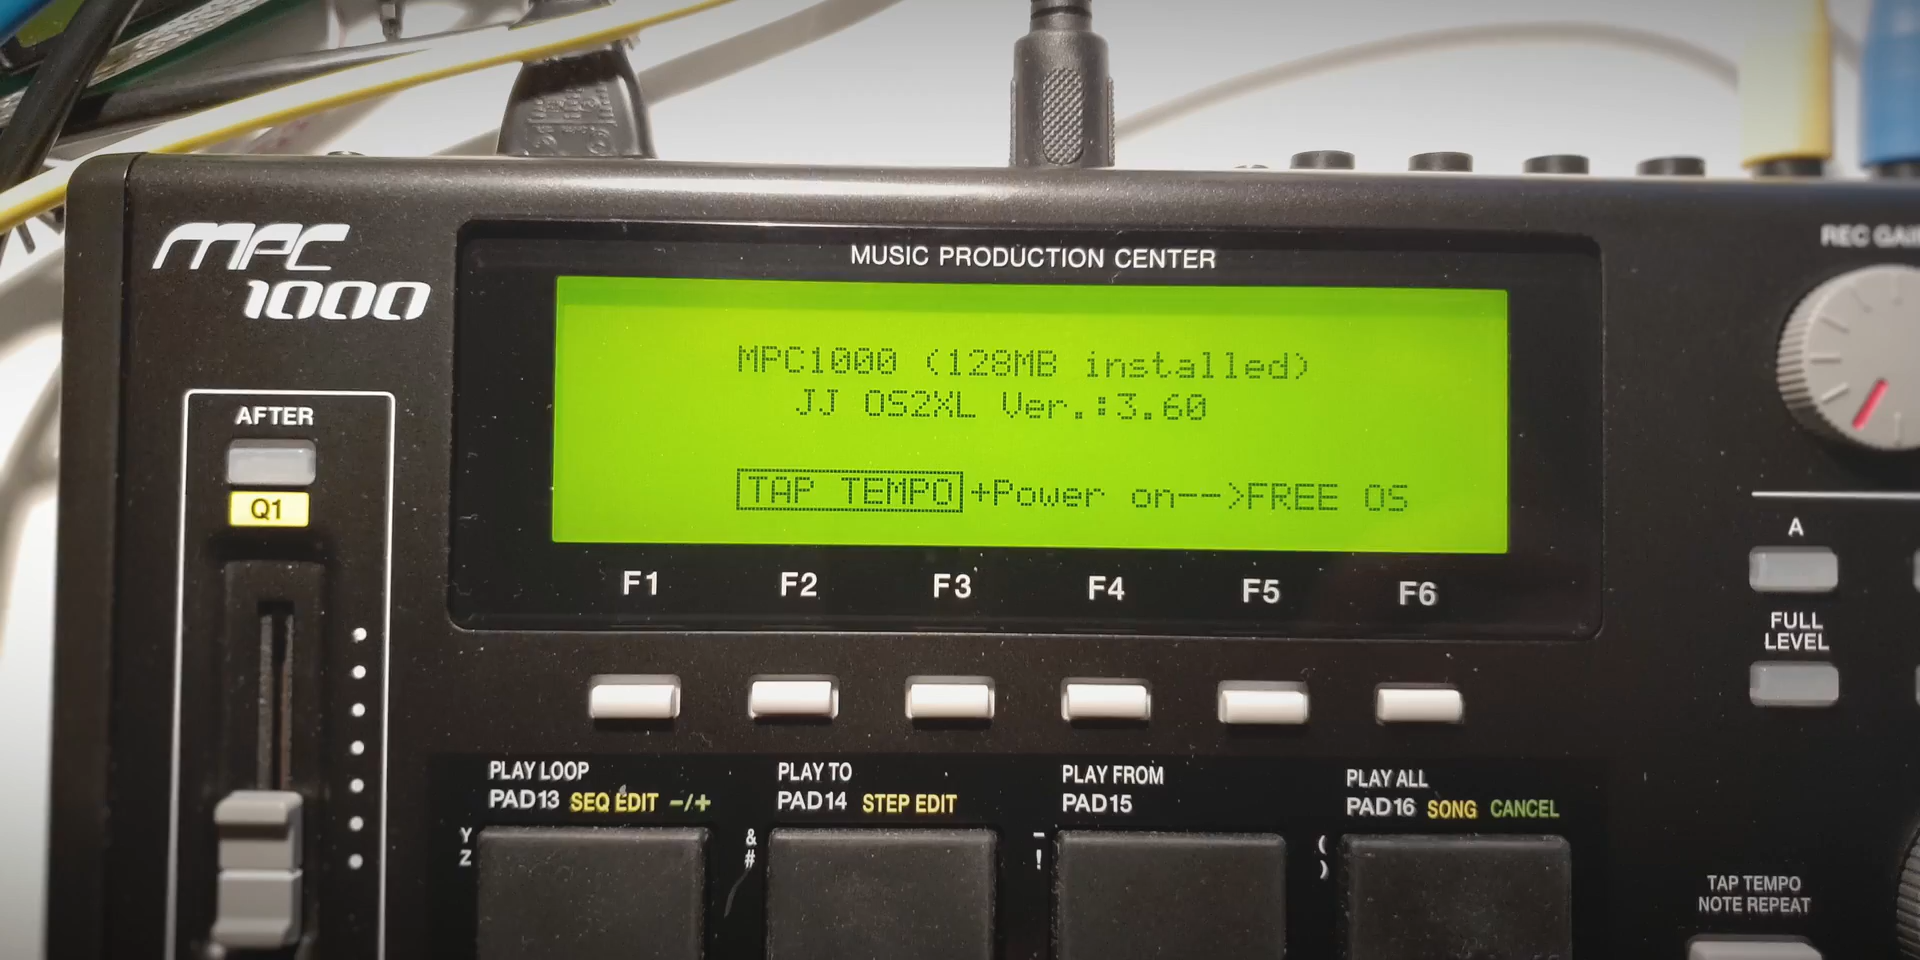 MPC
1000
MUSIC PRODUCTION CENTER
REC GAIN
MPC1000 (128MB installed)
JJ OS2XL Ver.:3.60
TAP TEMPO +Power on-->FREE OS
AFTER
Q1
F1 F2 F3 F4 F5 F6
A
FULL
LEVEL
PLAY LOOP
PAD13 SEQ EDIT -/+
PLAY TO
PAD14 STEP EDIT
PLAY FROM
PAD15
PLAY ALL
PAD16 SONG CANCEL
Y
Z
&
#
-
!
(
)
TAP TEMPO
NOTE REPEAT